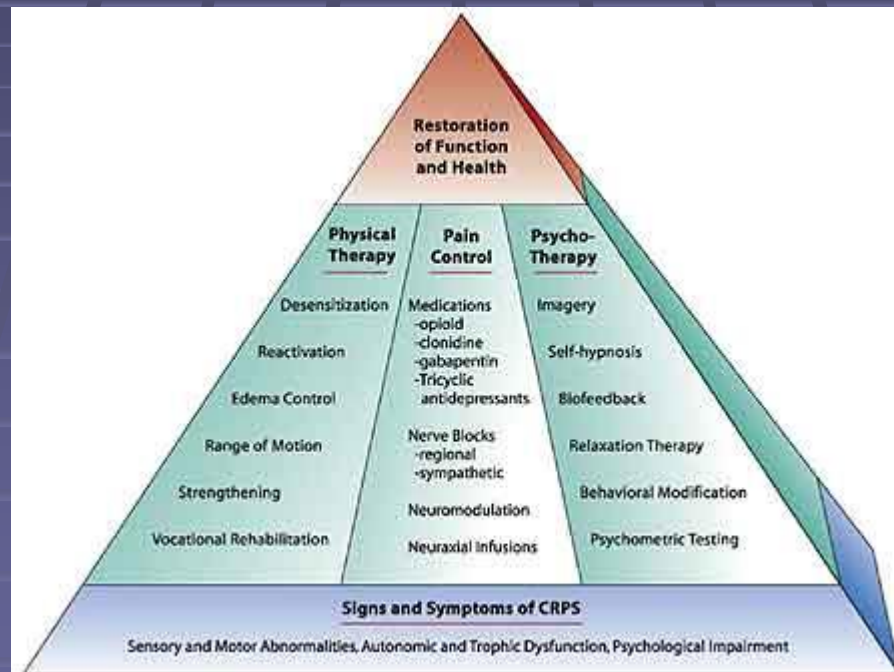 Restoration
of Function
and Health
Physical
Therapy
Desensitization
Reactivation
Edema Control
Range of Motion
Strengthening
Vocational Rehabilitation
Pain
Control
Medications
-opioid
-clonidine
-gabapentin
-Tricyclic
antidepressants
Nerve Blocks
-regional
-sympathetic
Neuromodulation
Neuraxial Infusions
Psycho-
Therapy
Imagery
Self-hypnosis
Biofeedback
Relaxation Therapy
Behavioral Modification
Psychometric Testing
Signs and Symptoms of CRPS
Sensory and Motor Abnormalities, Autonomic and Trophic Dysfunction, Psychological Impairment